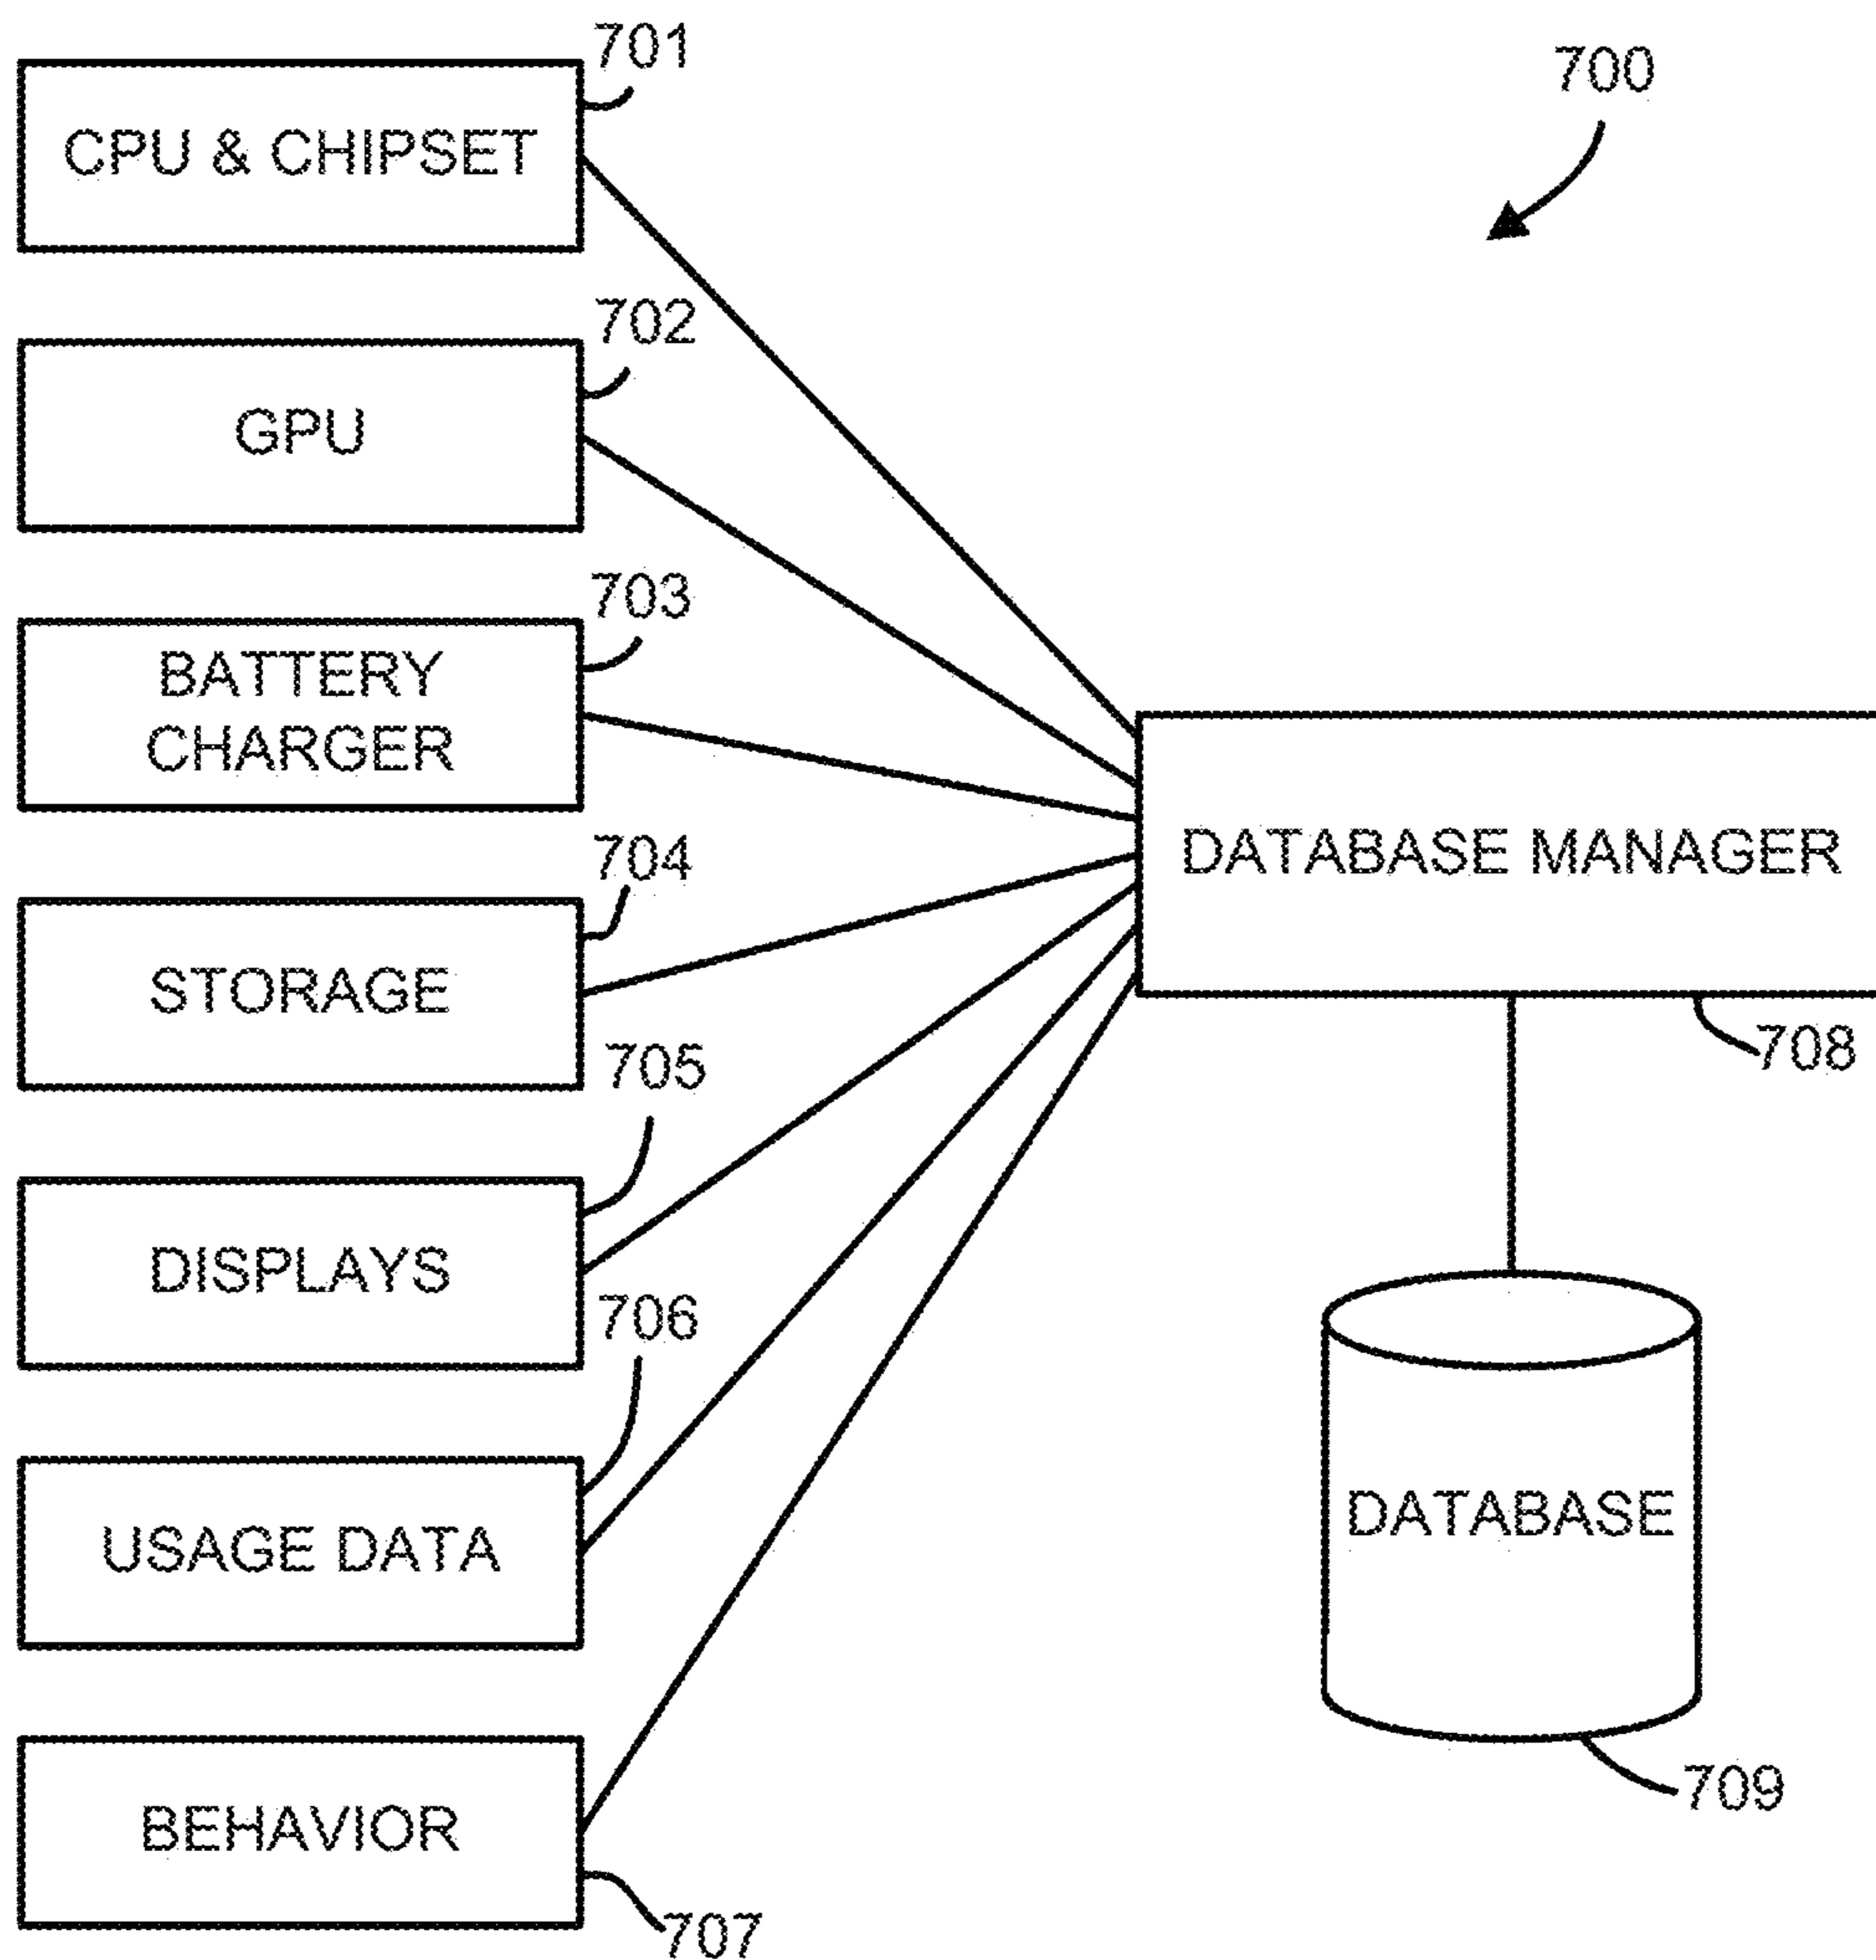 701
700
CPU & CHIPSET
702
GPU
703
BATTERY
CHARGER
704
DATABASE MANAGER
STORAGE
705
708
DISPLAYS
706
DATABASE
USAGE DATA
709
BEHAVIOR
707